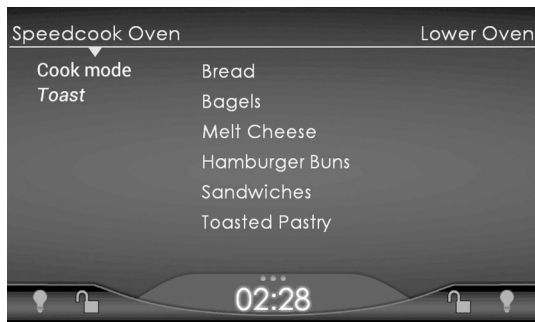 Speedcook Oven
Lower Oven
Cook mode
Toast
Bread
Bagels
Melt Cheese
Hamburger Buns
Sandwiches
Toasted Pastry
02:28